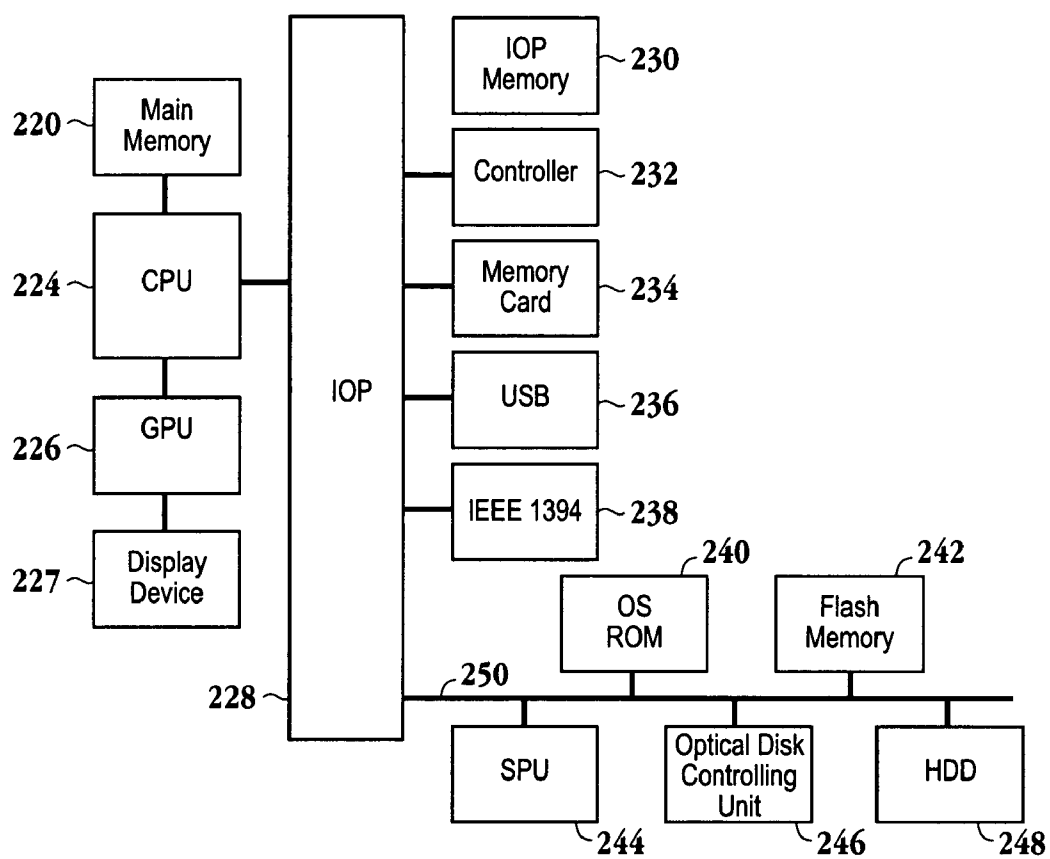 IOP
Memory
230
Main
Memory
220
Controller
232
CPU
224
Memory
Card
234
IOP
USB
236
GPU
226
IEEE 1394
238
Display
Device
227
240
242
OS
ROM
Flash
Memory
228
250
SPU
Optical Disk
Controlling
Unit
HDD
244
246
248